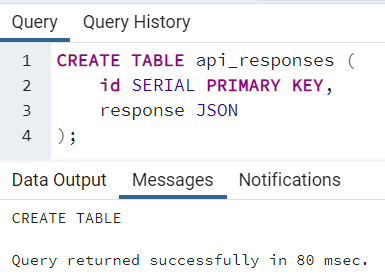 Query Query History
1 CREATE TABLE api_responses (
2     id SERIAL PRIMARY KEY,
3     response JSON
4 );
Data Output Messages Notifications
CREATE TABLE
Query returned successfully in 80 msec.